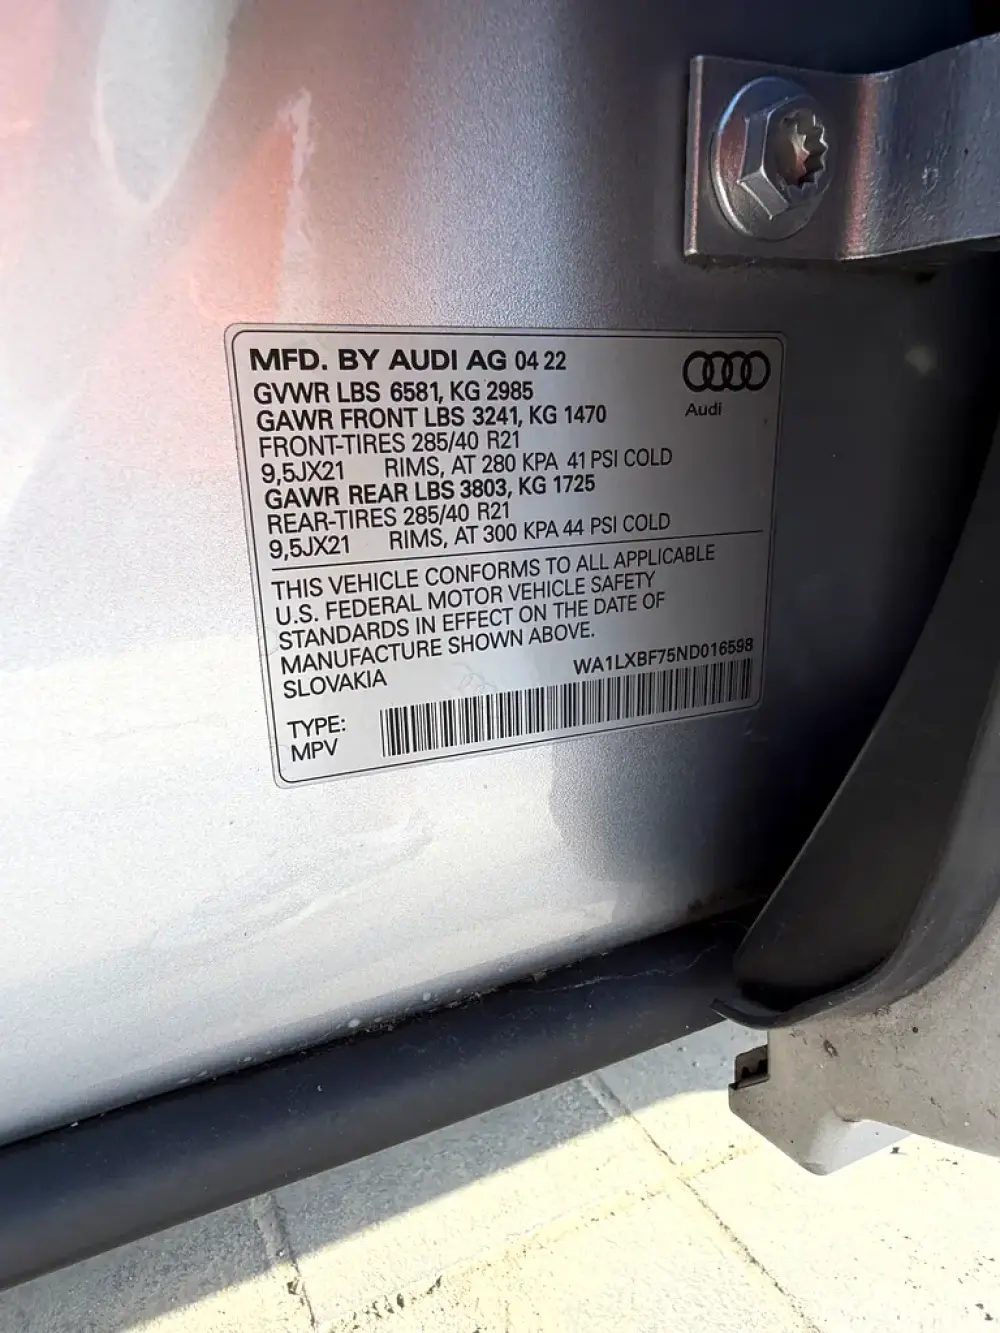 MFD. BY AUDI AG 04 22
GVWR LBS 6581, KG 2985
GAWR FRONT LBS 3241, KG 1470
FRONT-TIRES 285/40 R21
9,5JX21 RIMS, AT 280 KPA 41 PSI COLD
GAWR REAR LBS 3803, KG 1725
REAR-TIRES 285/40 R21
9,5JX21 RIMS, AT 300 KPA 44 PSI COLD
Audi
THIS VEHICLE CONFORMS TO ALL APPLICABLE
U.S. FEDERAL MOTOR VEHICLE SAFETY
STANDARDS IN EFFECT ON THE DATE OF
MANUFACTURE SHOWN ABOVE.
SLOVAKIA
WA1LXBF75ND016598
TYPE:
MPV